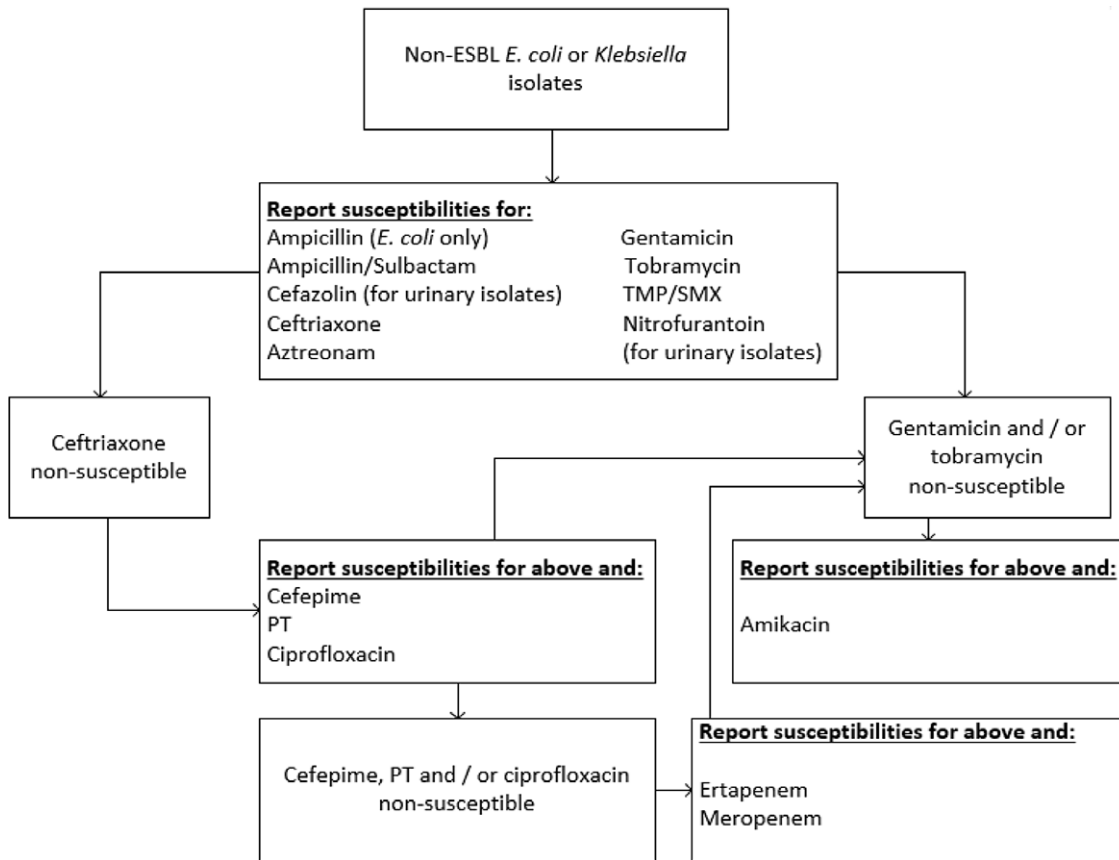 Non-ESBL E. coli or Klebsiella
isolates
Report susceptibilities for:
Ampicillin (E. coli only)
Ampicillin/Sulbactam
Cefazolin (for urinary isolates)
Ceftriaxone
Aztreonam
Gentamicin
Tobramycin
TMP/SMX
Nitrofurantoin
(for urinary isolates)
Ceftriaxone
non-susceptible
Gentamicin and / or
tobramycin
non-susceptible
Report susceptibilities for above and:
Cefepime
PT
Ciprofloxacin
Report susceptibilities for above and:
Amikacin
Cefepime, PT and / or ciprofloxacin
non-susceptible
Report susceptibilities for above and:
Ertapenem
Meropenem